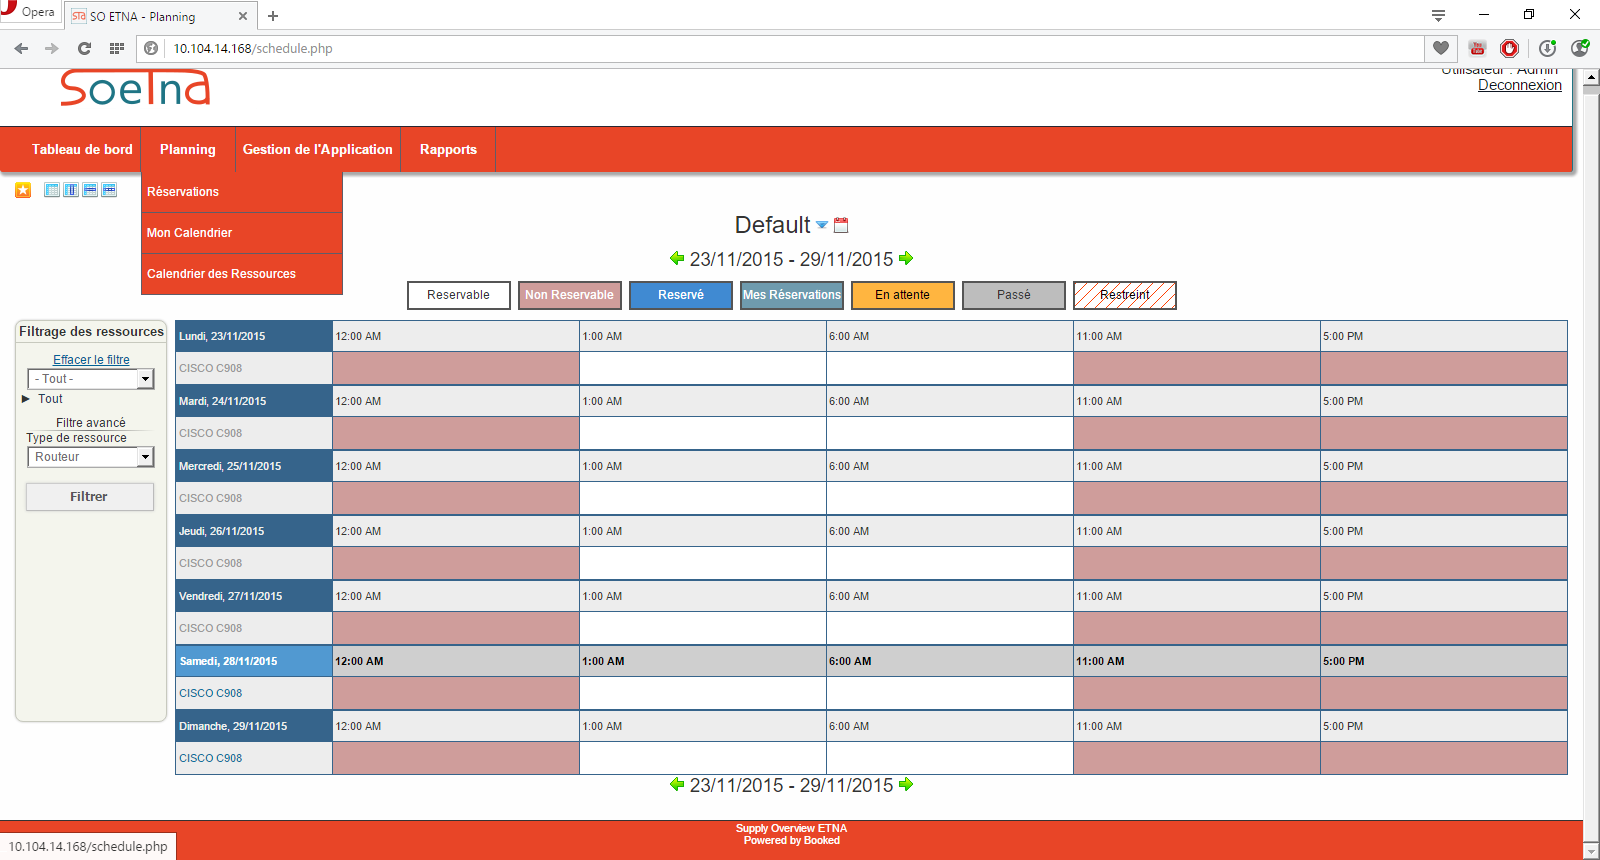 Opera
SO ETNA - Planning
10.104.14.168/schedule.php
soetna
Utilisateur : Admin
Deconnexion
Tableau de bord
Planning
Gestion de l'Application
Rapports
Réservations
Mon Calendrier
Calendrier des Ressources
Default
23/11/2015 - 29/11/2015
Reservable
Non Reservable
Reservé
Mes Réservations
En attente
Passé
Restreint
Filtrage des ressources
Effacer le filtre
- Tout -
Tout
Filtre avancé
Type de ressource
Routeur
Filtrer
Lundi, 23/11/2015 12:00 AM 1:00 AM 6:00 AM 11:00 AM 5:00 PM
CISCO C908
Mardi, 24/11/2015 12:00 AM 1:00 AM 6:00 AM 11:00 AM 5:00 PM
CISCO C908
Mercredi, 25/11/2015 12:00 AM 1:00 AM 6:00 AM 11:00 AM 5:00 PM
CISCO C908
Jeudi, 26/11/2015 12:00 AM 1:00 AM 6:00 AM 11:00 AM 5:00 PM
CISCO C908
Vendredi, 27/11/2015 12:00 AM 1:00 AM 6:00 AM 11:00 AM 5:00 PM
CISCO C908
Samedi, 28/11/2015 12:00 AM 1:00 AM 6:00 AM 11:00 AM 5:00 PM
CISCO C908
Dimanche, 29/11/2015 12:00 AM 1:00 AM 6:00 AM 11:00 AM 5:00 PM
CISCO C908
23/11/2015 - 29/11/2015
Supply Overview ETNA
Powered by Booked
10.104.14.168/schedule.php